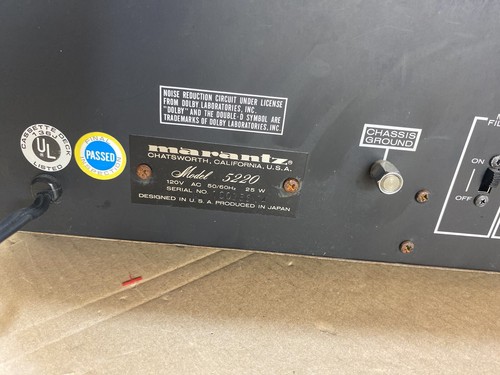 NOISE REDUCTION CIRCUIT UNDER LICENSE
FROM DOLBY LABORATORIES, INC.
"DOLBY" AND THE DOUBLE-D SYMBOL ARE
TRADEMARKS OF DOLBY LABORATORIES, INC.
CASSETTE DECK
UL
LISTED
PASSED
marantz
CHATSWORTH, CALIFORNIA, U.S.A.
Model 5220
120V AC 50/60Hz 25 W
SERIAL NO.
DESIGNED IN U.S.A. PRODUCED IN JAPAN
CHASSIS
GROUND
ON
OFF